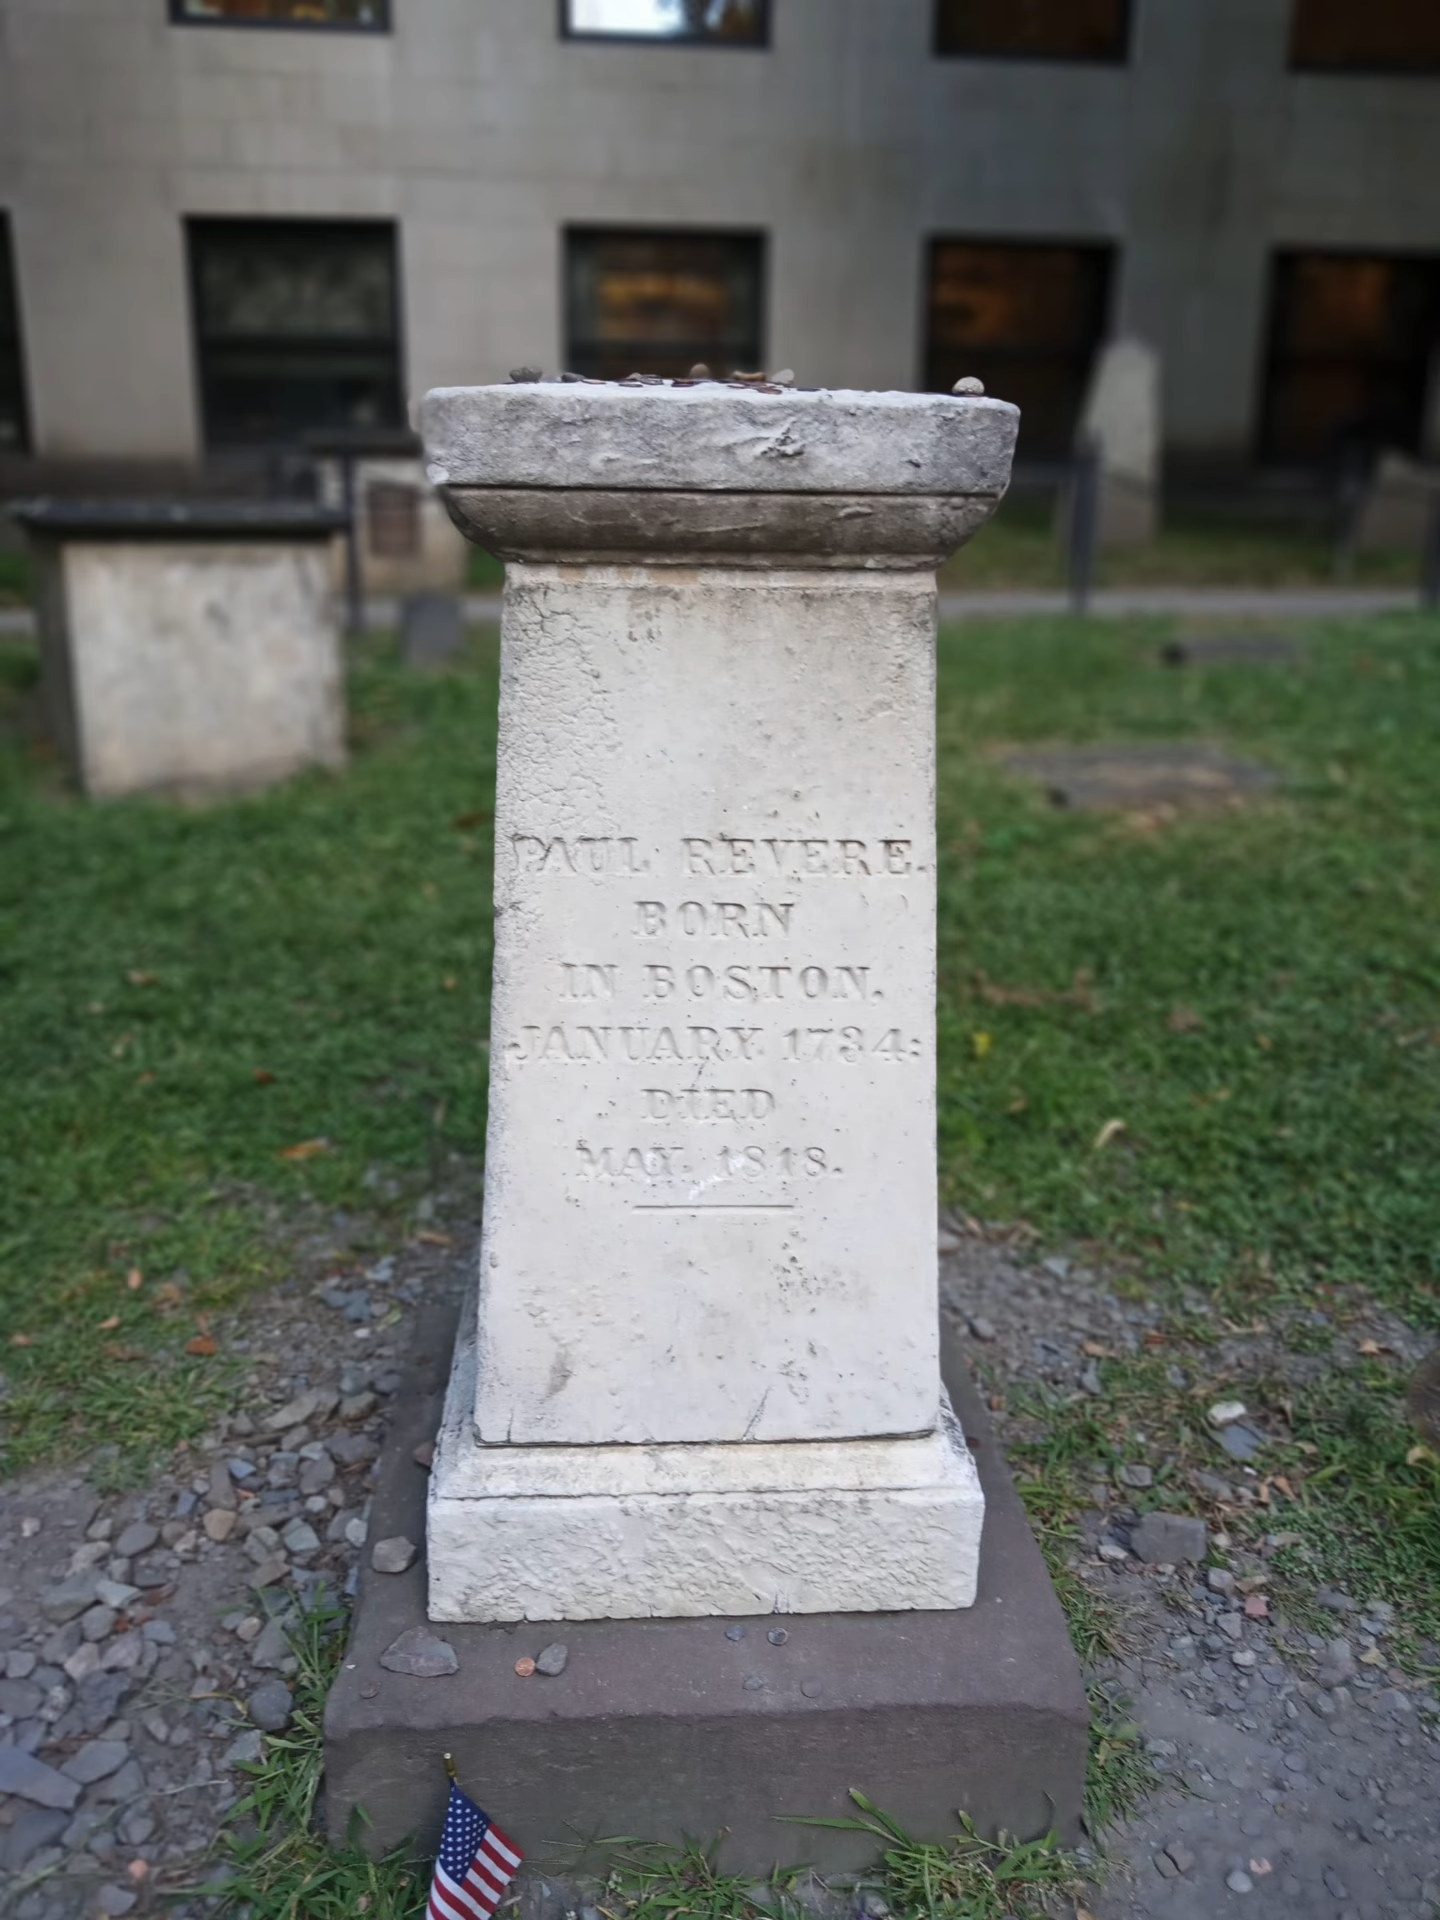 PAUL REVERE.
BORN
IN BOSTON.
JANUARY 1734:
DIED
MAY. 1818.